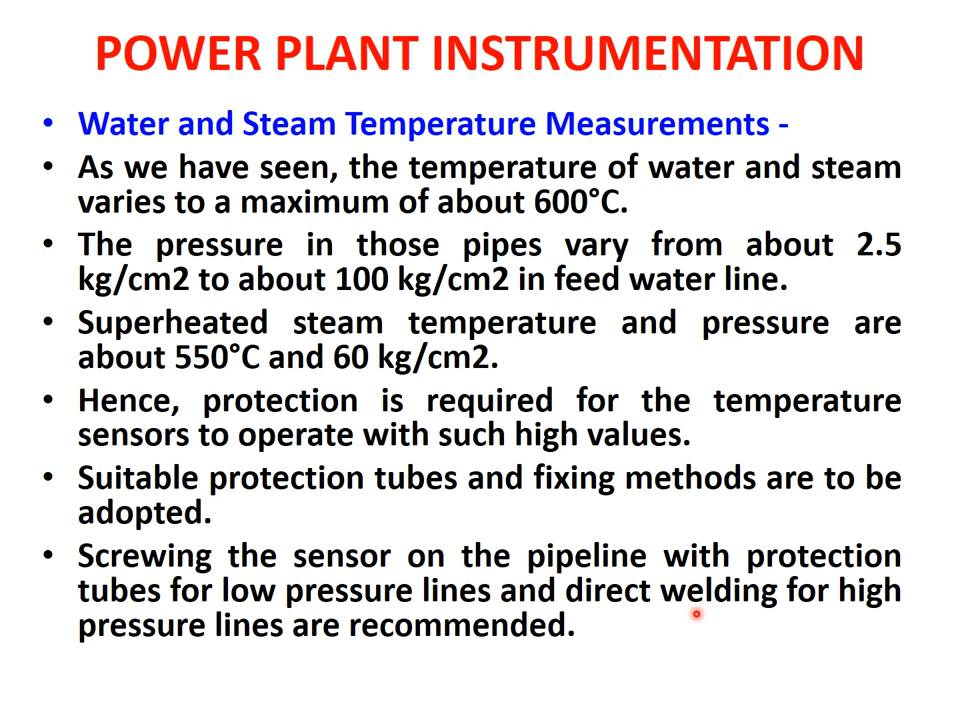 POWER PLANT INSTRUMENTATION
• Water and Steam Temperature Measurements -
• As we have seen, the temperature of water and steam
varies to a maximum of about 600°C.
• The pressure in those pipes vary from about 2.5
kg/cm2 to about 100 kg/cm2 in feed water line.
• Superheated steam temperature and pressure are
about 550°C and 60 kg/cm2.
• Hence, protection is required for the temperature
sensors to operate with such high values.
• Suitable protection tubes and fixing methods are to be
adopted.
• Screwing the sensor on the pipeline with protection
tubes for low pressure lines and direct welding for high
pressure lines are recommended.